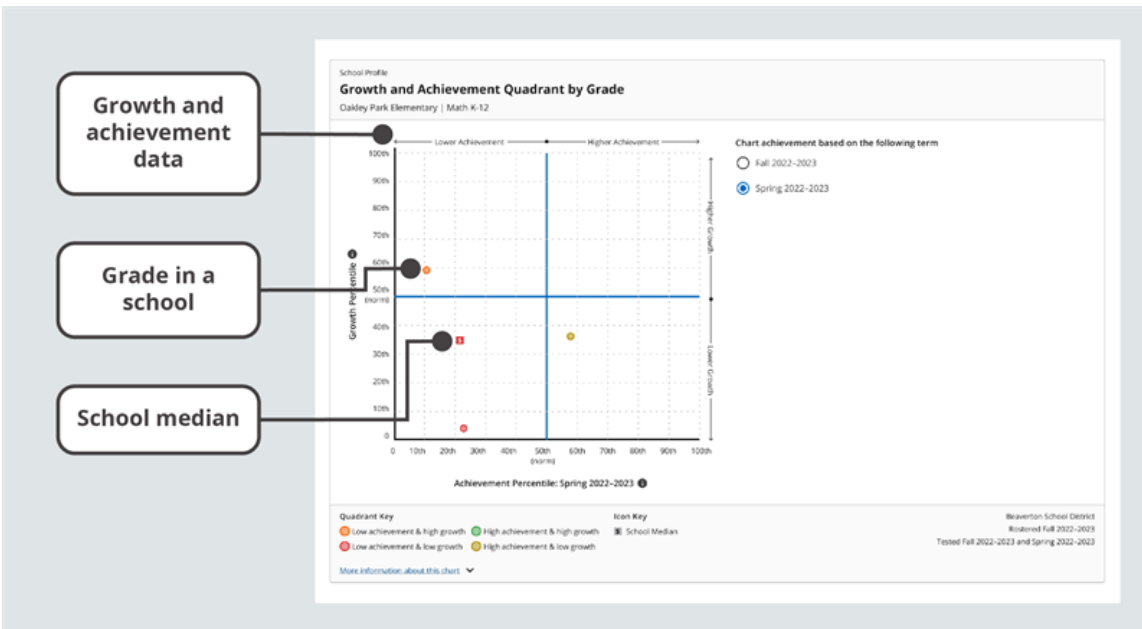 Growth and
achievement
data
Grade in a
school
School median
School Profile
Growth and Achievement Quadrant by Grade
Oakley Park Elementary | Math K-12
Lower Achievement
Higher Achievement
Chart achievement based on the following term
Fall 2022–2023
Spring 2022–2023
100th
90th
80th
70th
60th
50th
(norm)
40th
30th
20th
10th
0
Growth Percentile
Higher Growth
Lower Growth
0 10th 20th 30th 40th 50th 60th 70th 80th 90th 100th
(norm)
Achievement Percentile: Spring 2022–2023
Quadrant Key
Low achievement & high growth
High achievement & high growth
Low achievement & low growth
High achievement & low growth
Icon Key
School Median
Beaverton School District
Rostered Fall 2022–2023
Tested Fall 2022–2023 and Spring 2022–2023
More information about this chart